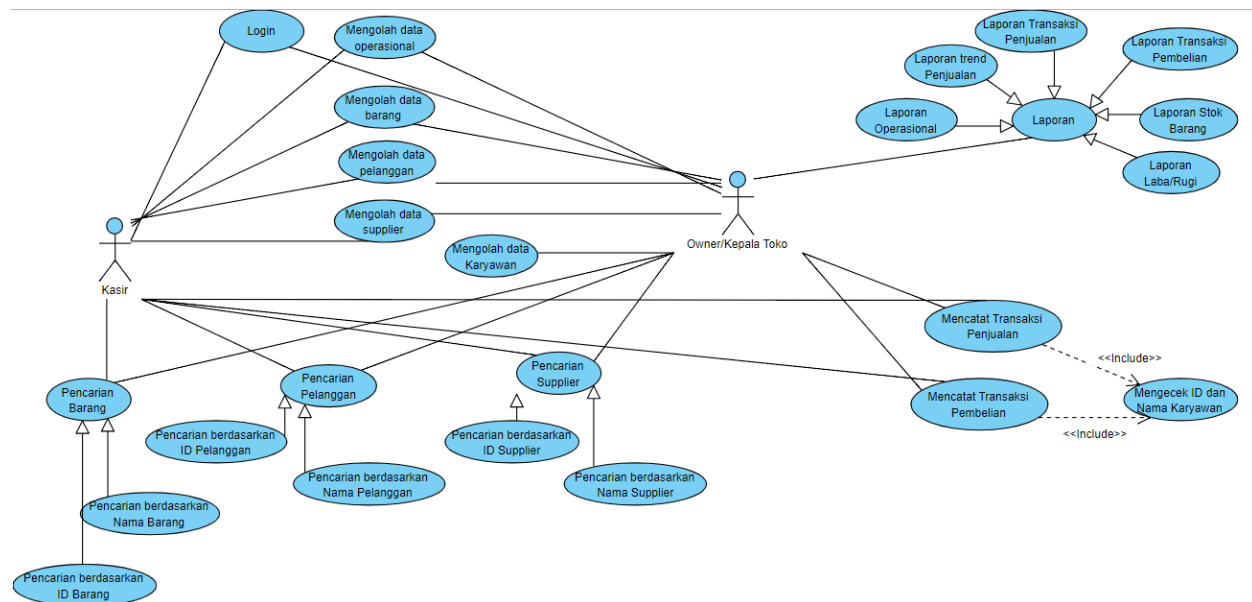 Login
Mengolah data
operasional
Laporan Transaksi
Penjualan
Laporan Transaksi
Pembelian
Laporan trend
Penjualan
Laporan
Operasional
Laporan
Laporan Stok
Barang
Laporan
Laba/Rugi
Mengolah data
barang
Mengolah data
pelanggan
Mengolah data
supplier
Mengolah data
Karyawan
Owner/Kepala Toko
Kasir
Mencatat Transaksi
Penjualan
<<Include>>
Mencatat Transaksi
Pembelian
<<Include>>
Mengecek ID dan
Nama Karyawan
Pencarian
Barang
Pencarian
Pelanggan
Pencarian
Supplier
Pencarian berdasarkan
ID Pelanggan
Pencarian berdasarkan
Nama Pelanggan
Pencarian berdasarkan
ID Supplier
Pencarian berdasarkan
Nama Supplier
Pencarian berdasarkan
Nama Barang
Pencarian berdasarkan
ID Barang